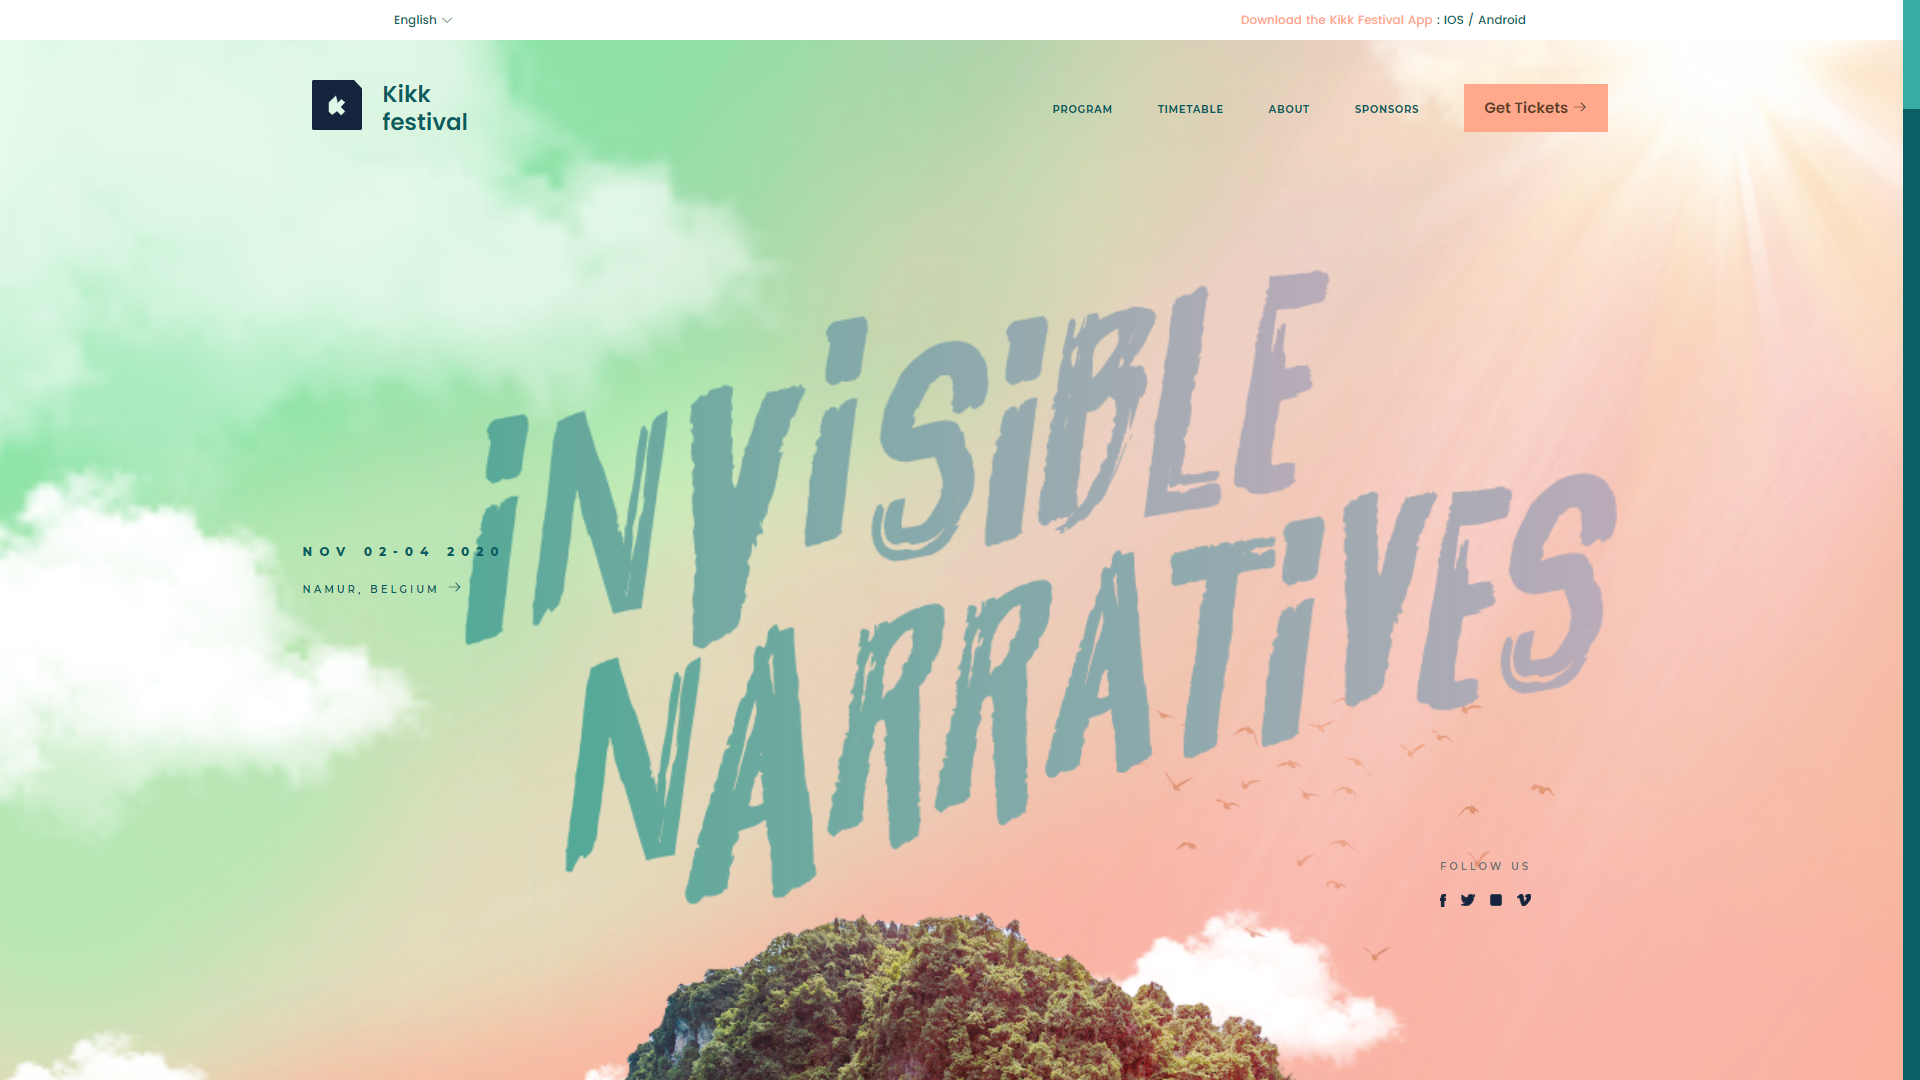 English
Download the Kikk Festival App : IOS / Android
Kikk
festival
PROGRAM
TIMETABLE
ABOUT
SPONSORS
Get Tickets
INVISIBLE
NARRATIVES
NOV 02-04 2020
NAMUR, BELGIUM
FOLLOW US